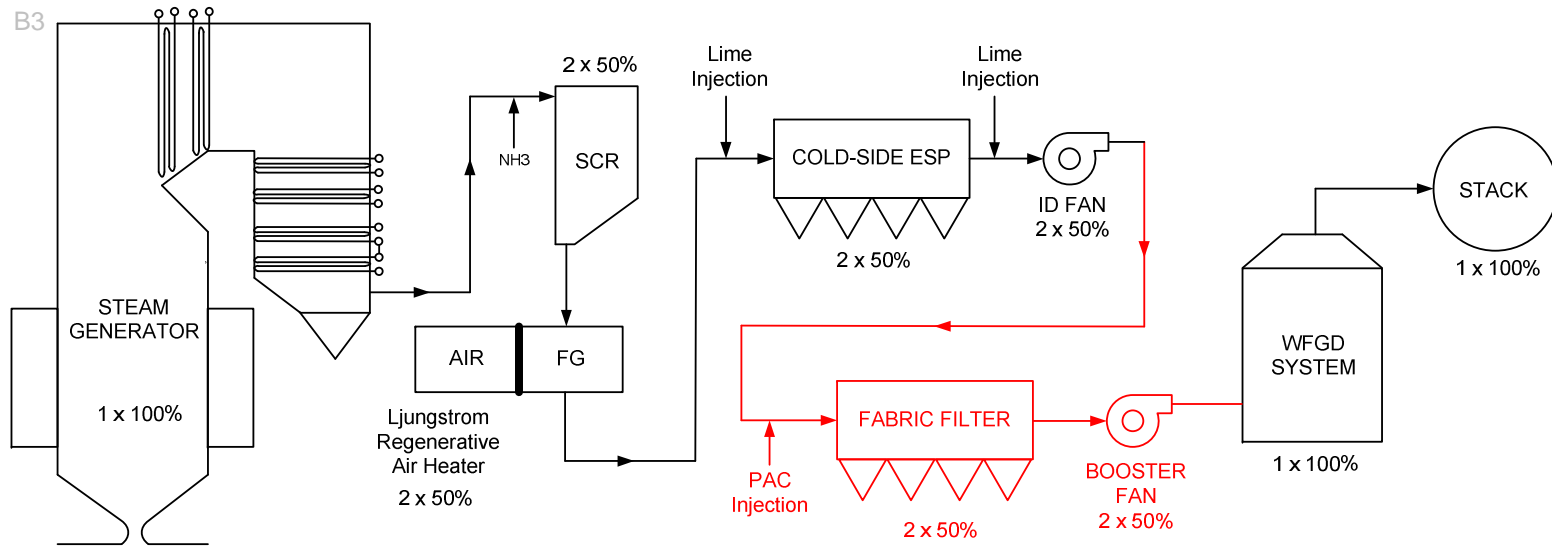 B3
STEAM
GENERATOR
1 x 100%
NH3
2 x 50%
SCR
AIR
FG
Ljungstrom
Regenerative
Air Heater
2 x 50%
Lime
Injection
COLD-SIDE ESP
2 x 50%
Lime
Injection
ID FAN
2 x 50%
PAC
Injection
FABRIC FILTER
2 x 50%
BOOSTER
FAN
2 x 50%
WFGD
SYSTEM
1 x 100%
STACK
1 x 100%